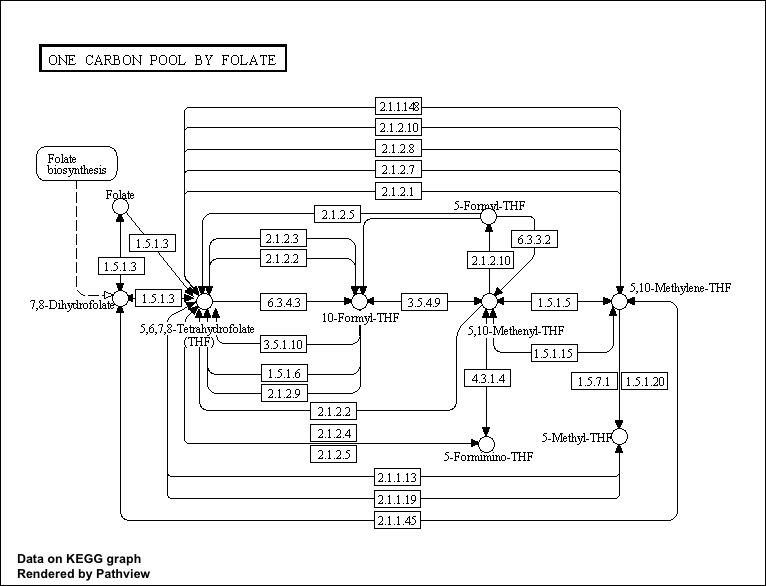 ONE CARBON POOL BY FOLATE
2.1.1.148
2.1.2.10
2.1.2.8
2.1.2.7
2.1.2.1
Folate
biosynthesis
Folate
5-Formyl-THF
2.1.2.5
1.5.1.3
2.1.2.3
6.3.3.2
1.5.1.3
2.1.2.2
2.1.2.10
5,10-Methylene-THF
7,8-Dihydrofolate
1.5.1.3
6.3.4.3
3.5.4.9
1.5.1.5
5,6,7,8-Tetrahydrofolate
(THF)
10-Formyl-THF
5,10-Methenyl-THF
3.5.1.10
1.5.1.15
1.5.1.6
4.3.1.4
1.5.7.1
1.5.1.20
2.1.2.9
2.1.2.2
2.1.2.4
5-Methyl-THF
2.1.2.5
5-Formimino-THF
2.1.1.13
2.1.1.19
2.1.1.45
Data on KEGG graph
Rendered by Pathview